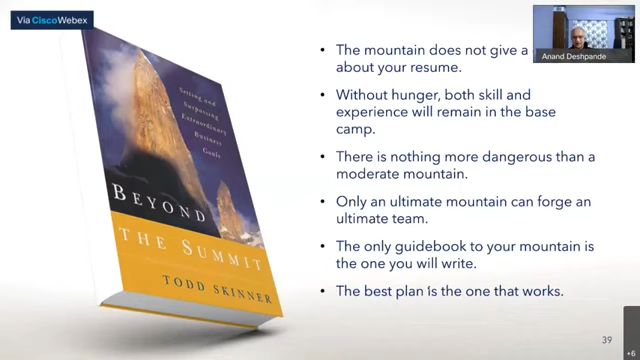 Via CiscoWebex
Setting and
Surpassing
Extraordinary
Business
Goals
BEYOND
THE SUMMIT
TODD SKINNER
• The mountain does not give a
about your resume.
• Without hunger, both skill and
experience will remain in the base
camp.
• There is nothing more dangerous than a
moderate mountain.
• Only an ultimate mountain can forge an
ultimate team.
• The only guidebook to your mountain is
the one you will write.
• The best plan is the one that works.
Anand Deshpande
39
+6